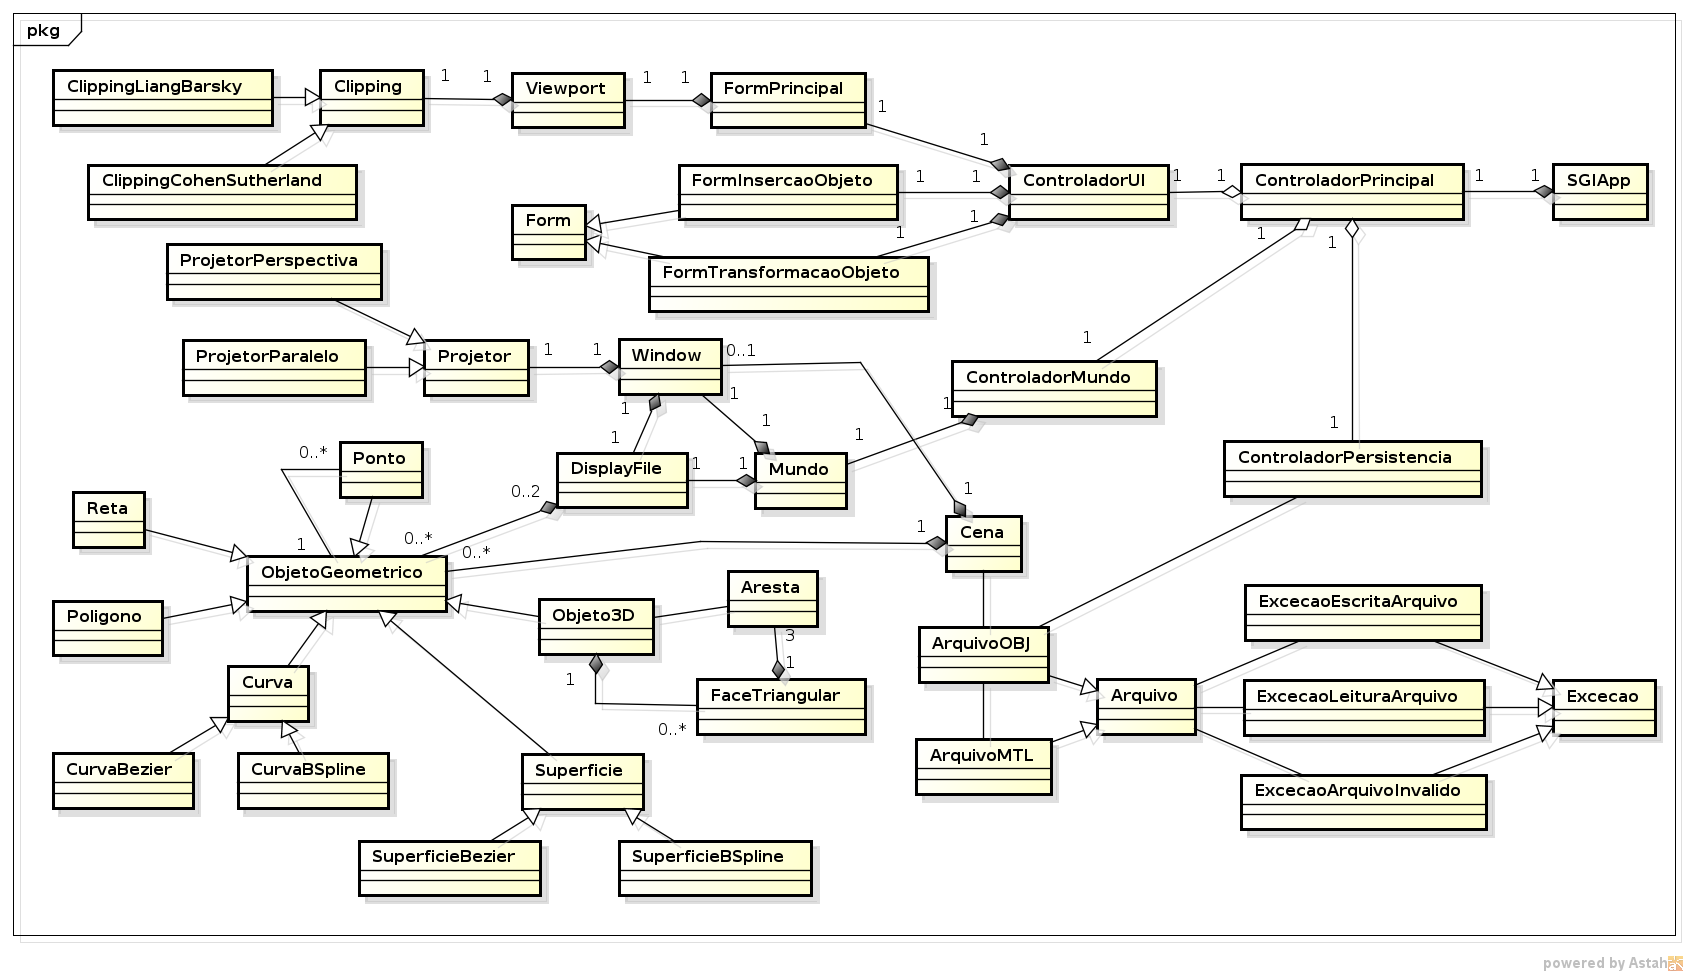 pkg
ClippingLiangBarsky
Clipping
1
1
Viewport
1
1
FormPrincipal
1
1
ClippingCohenSutherland
FormInsercaoObjeto
1
1
ControladorUI
1
1
ControladorPrincipal
1
1
SGIApp
Form
1
1
1
1
ProjetorPerspectiva
FormTransformacaoObjeto
ProjetorParalelo
Projetor
1
1
Window
0..1
1
ControladorMundo
1
1
1
1
1
1
1
ControladorPersistencia
0..*
Ponto
DisplayFile
1
1
Mundo
Reta
0..2
1
1
0..*
0..*
1
Cena
ObjetoGeometrico
Poligono
Objeto3D
Aresta
ExcecaoEscritaArquivo
3
1
ArquivoOBJ
Curva
1
FaceTriangular
Arquivo
ExcecaoLeituraArquivo
Excecao
0..*
CurvaBezier
CurvaBSpline
Superficie
ArquivoMTL
ExcecaoArquivoInvalido
SuperficieBezier
SuperficieBSpline
powered by Astah